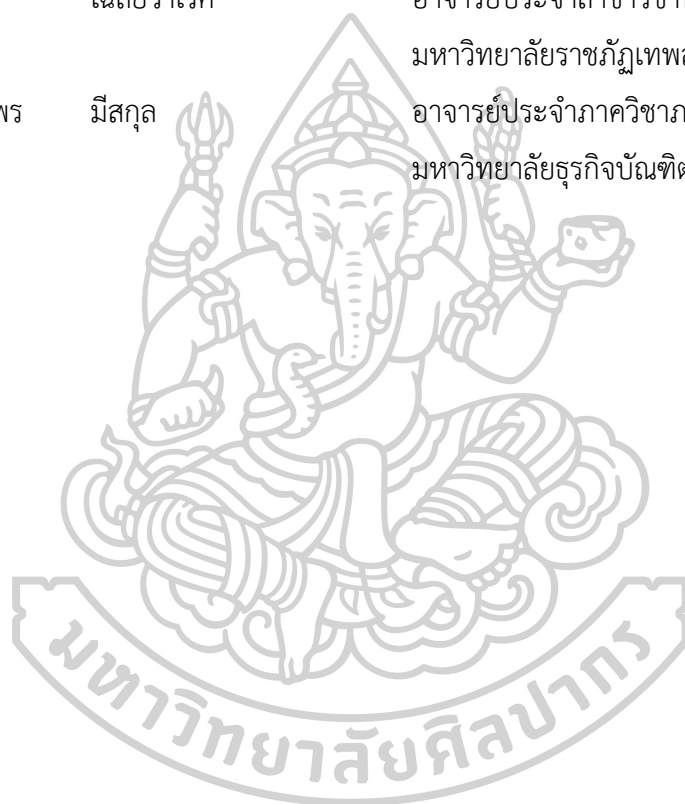 มหาวิทยาลัยราชภัฏเทพส
พร มีสกุล อาจารย์ประจำภาควิชาภ
มหาวิทยาลัยธุรกิจบัณฑิต
มหาวิทยาลัยศิลปากร